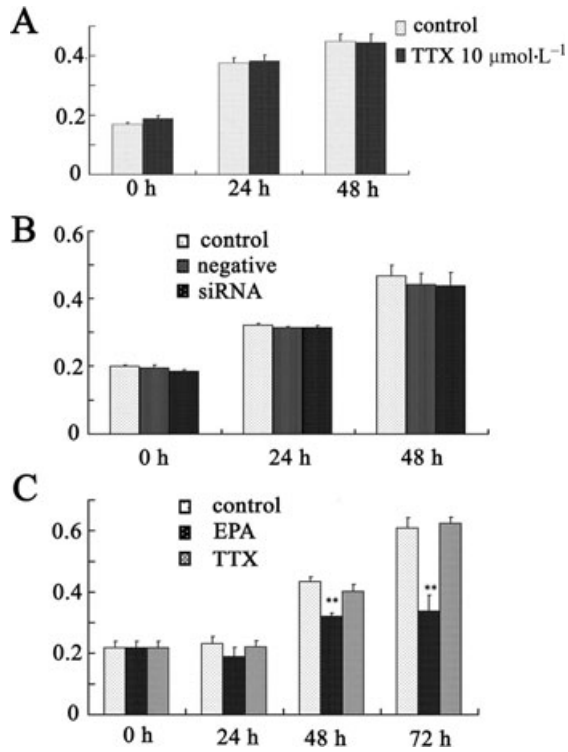 A
control
TTX 10 μmol·L⁻¹
0.4
0.2
0
0 h 24 h 48 h
B
control
negative
siRNA
0.6
0.4
0.2
0
0 h 24 h 48 h
C
control
EPA
TTX
0.6
0.4
0.2
0
** **
0 h 24 h 48 h 72 h